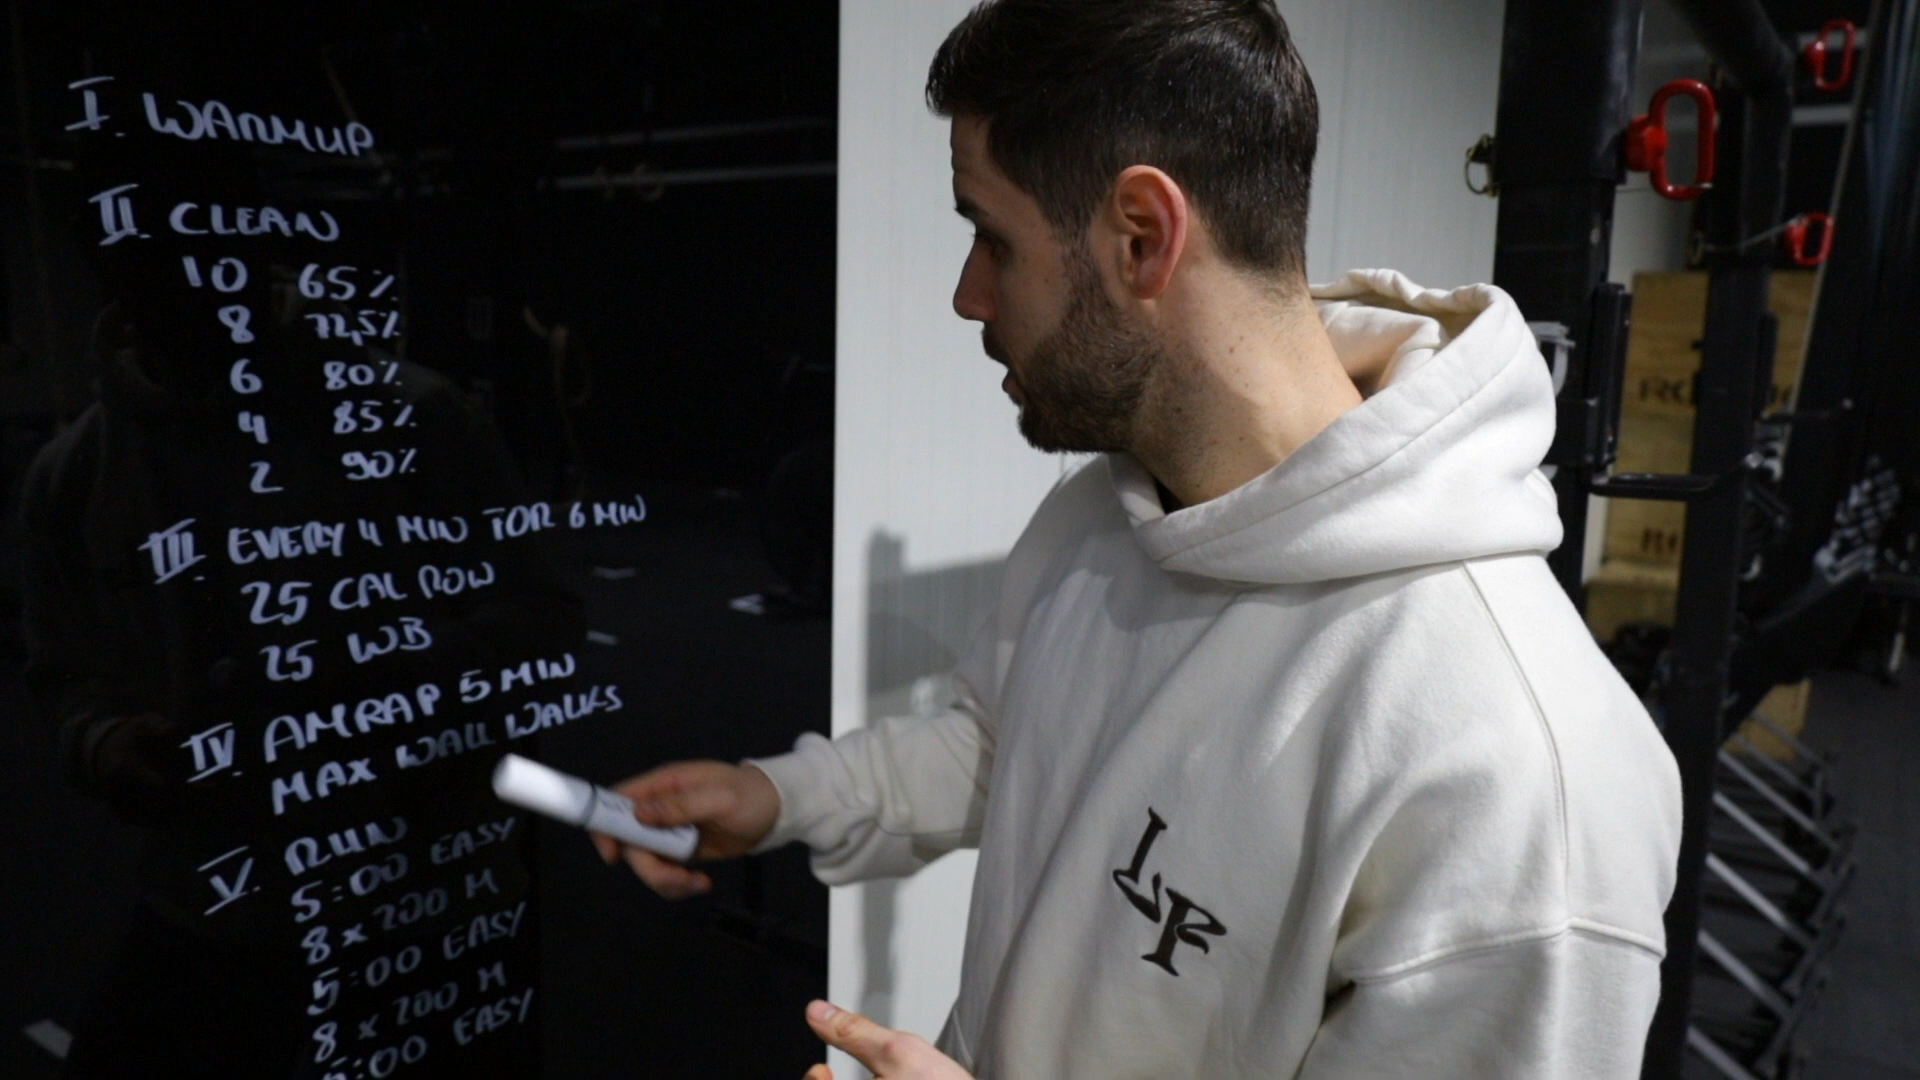 I. WARMUP
II. CLEAN
10 65%
8 72,5%
6 80%
4 85%
2 90%
III. EVERY 4 MIN FOR 6 MIN
25 CAL ROW
25 WB
IV. AMRAP 5 MIN
MAX WALL WALKS
V. RUN
5:00 EASY
8 x 200 M
5:00 EASY
8 x 200 M
5:00 EASY
LF